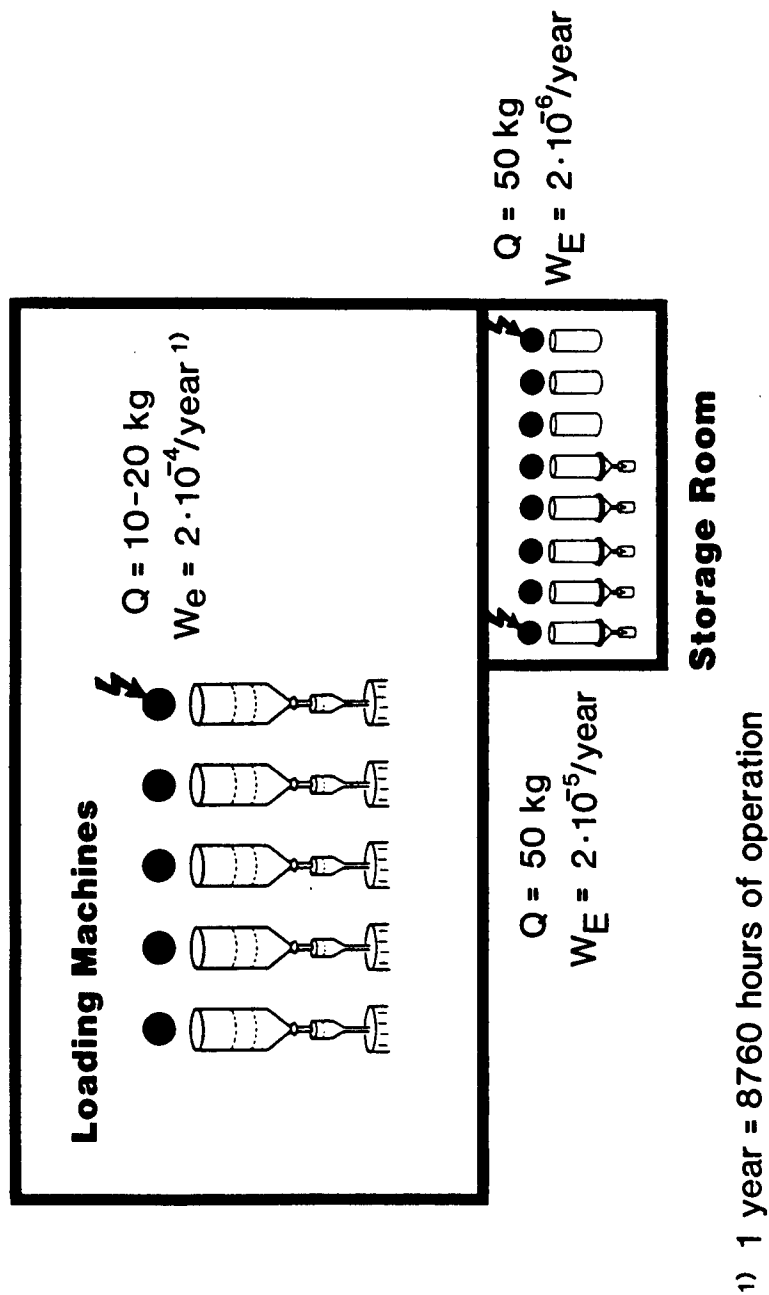 Loading Machines
Q = 10-20 kg
We = 2·10⁻⁴/year ¹⁾
Q = 50 kg
W_E = 2·10⁻⁵/year
Q = 50 kg
W_E = 2·10⁻⁶/year
Storage Room
¹⁾ 1 year = 8760 hours of operation